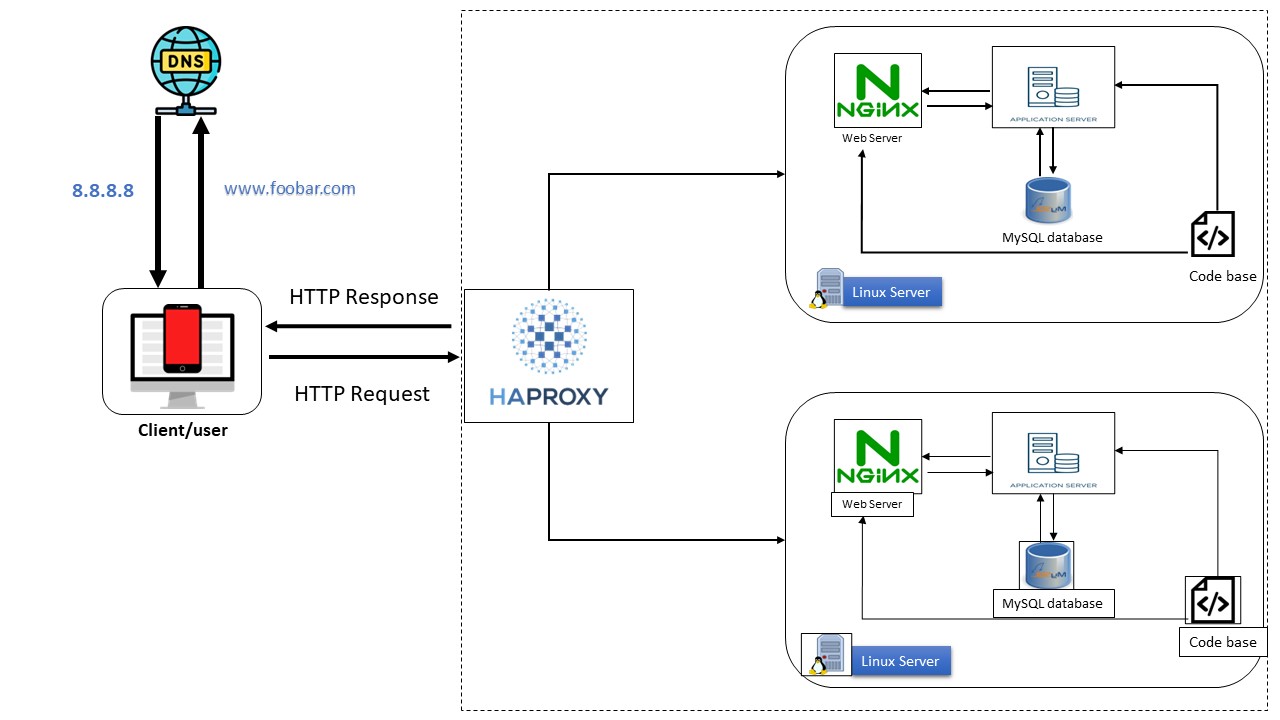 DNS
8.8.8.8
www.foobar.com
HTTP Response
HTTP Request
Client/user
HAPROXY
NGINX
Web Server
APPLICATION SERVER
MySQL database
Code base
</>
Linux Server
NGINX
Web Server
APPLICATION SERVER
MySQL database
</>
Code base
Linux Server